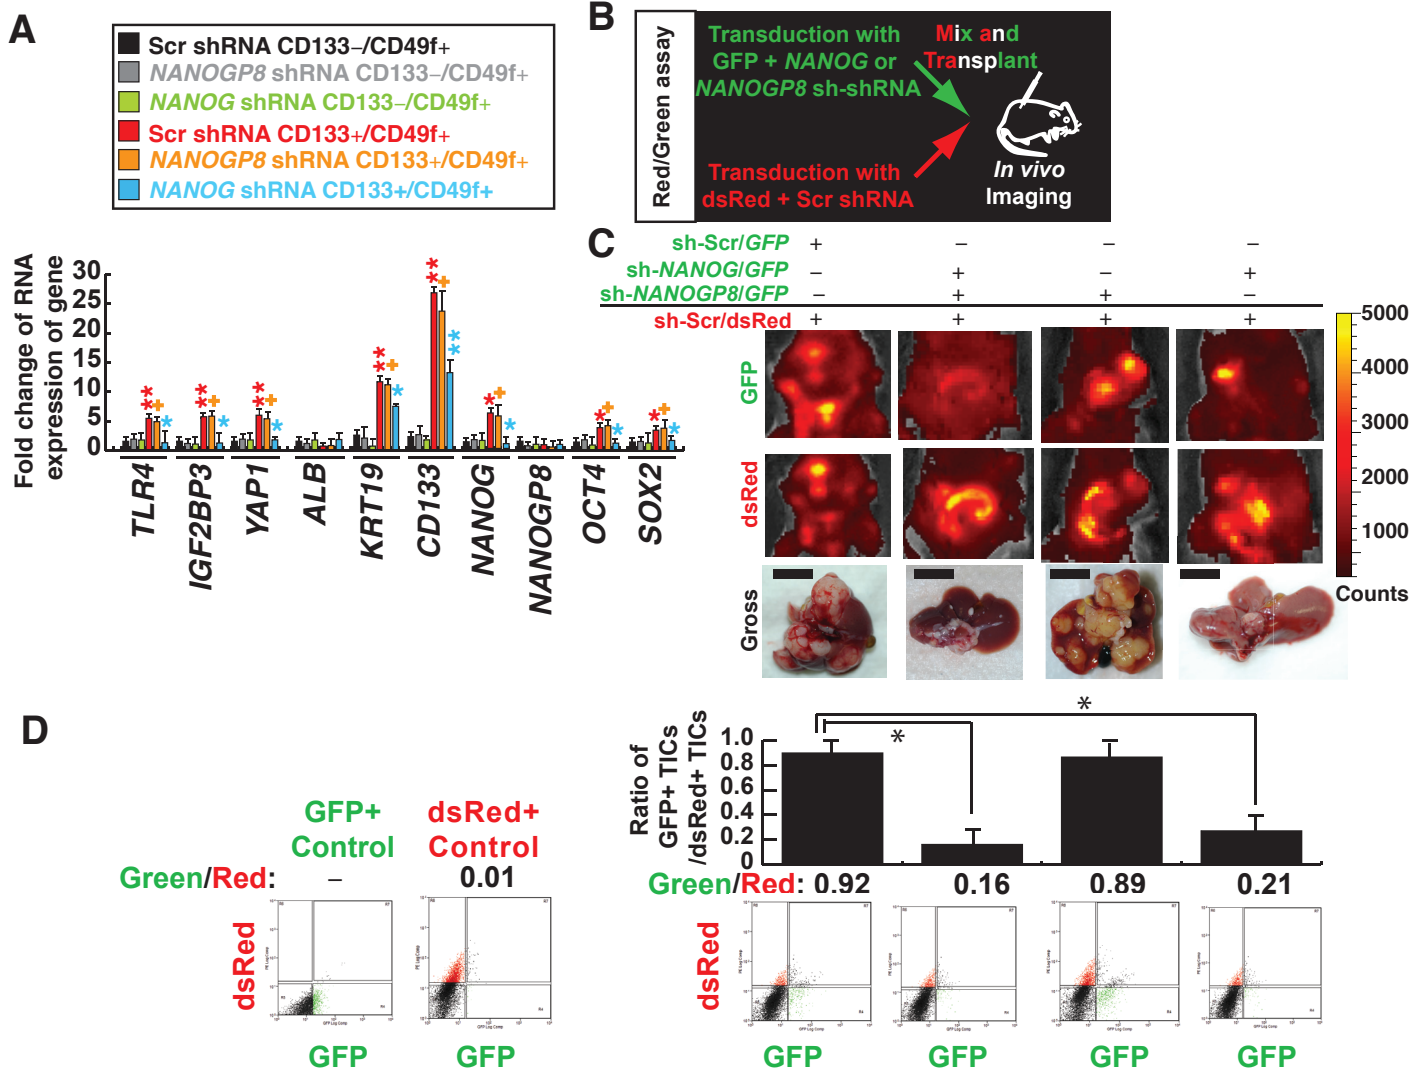 A
Scr shRNA CD133–/CD49f+
NANOGP8 shRNA CD133–/CD49f+
NANOG shRNA CD133–/CD49f+
Scr shRNA CD133+/CD49f+
NANOGP8 shRNA CD133+/CD49f+
NANOG shRNA CD133+/CD49f+
Fold change of RNA
expression of gene
30
25
20
15
10
5
0
TLR4
IGF2BP3
YAP1
ALB
KRT19
CD133
NANOG
NANOGP8
OCT4
SOX2
B
Red/Green assay
Transduction with
GFP + NANOG or
NANOGP8 sh-shRNA
Mix and
Transplant
Transduction with
dsRed + Scr shRNA
In vivo
Imaging
C
sh-Scr/GFP + – – –
sh-NANOG/GFP – + – +
sh-NANOGP8/GFP – + + –
sh-Scr/dsRed + + + +
GFP
dsRed
Gross
5000
4000
3000
2000
1000
Counts
D
GFP+
Control
dsRed+
Control
Green/Red: – 0.01
dsRed
GFP GFP
Ratio of
GFP+ TICs
/dsRed+ TICs
1.0
0.8
0.6
0.4
0.2
0
* *
Green/Red: 0.92 0.16 0.89 0.21
dsRed
GFP GFP GFP GFP